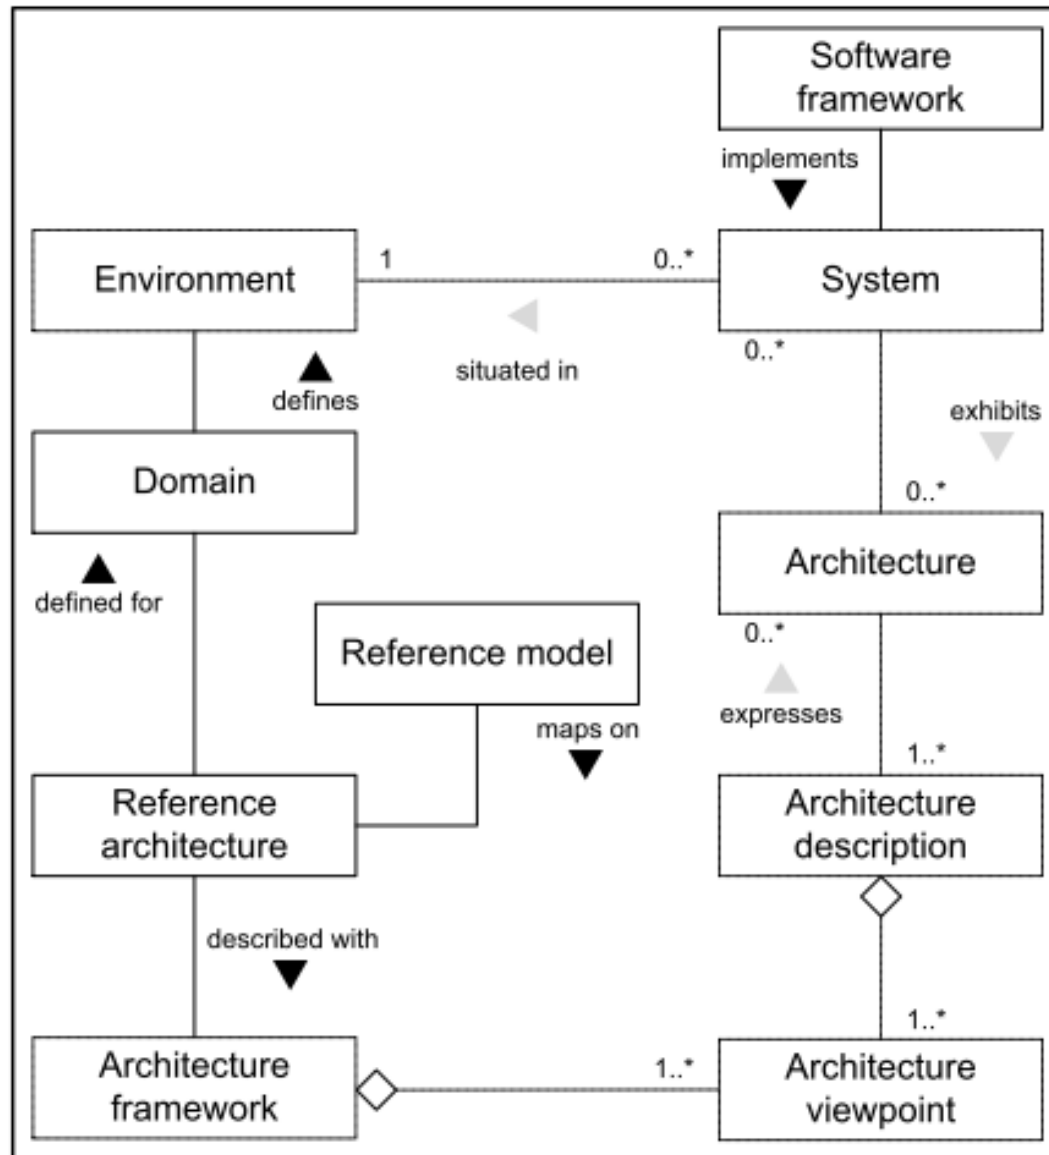 Software
framework
implements
Environment
1
0..*
System
situated in
0..*
defines
exhibits
Domain
0..*
Architecture
defined for
0..*
Reference model
expresses
maps on
1..*
Reference
architecture
Architecture
description
described with
1..*
Architecture
framework
1..*
Architecture
viewpoint